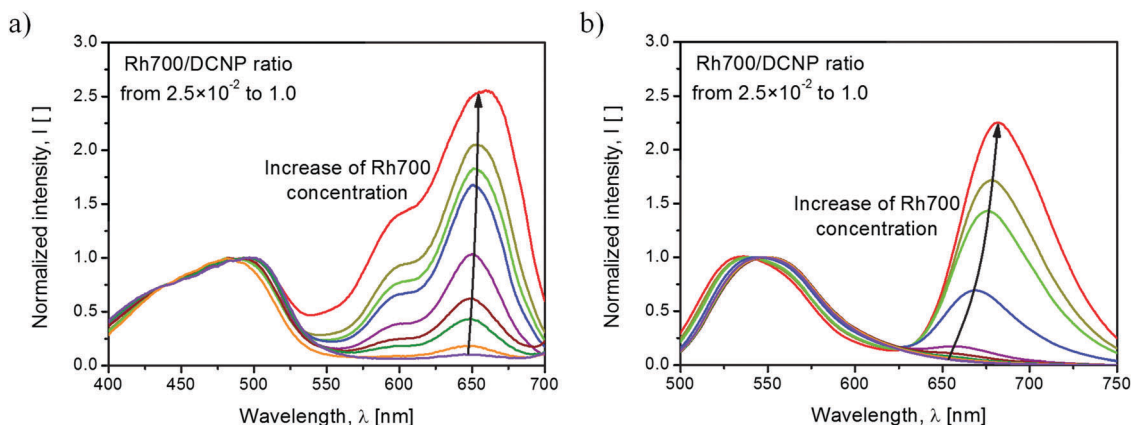 a)
3.0
2.5
2.0
1.5
1.0
0.5
0.0
Normalized intensity, I [ ]
Rh700/DCNP ratio
from 2.5×10⁻² to 1.0
Increase of Rh700
concentration
400 450 500 550 600 650 700
Wavelength, λ [nm]
b)
3.0
2.5
2.0
1.5
1.0
0.5
0.0
Normalized intensity, I [ ]
Rh700/DCNP ratio
from 2.5×10⁻² to 1.0
Increase of Rh700
concentration
500 550 600 650 700 750
Wavelength, λ [nm]